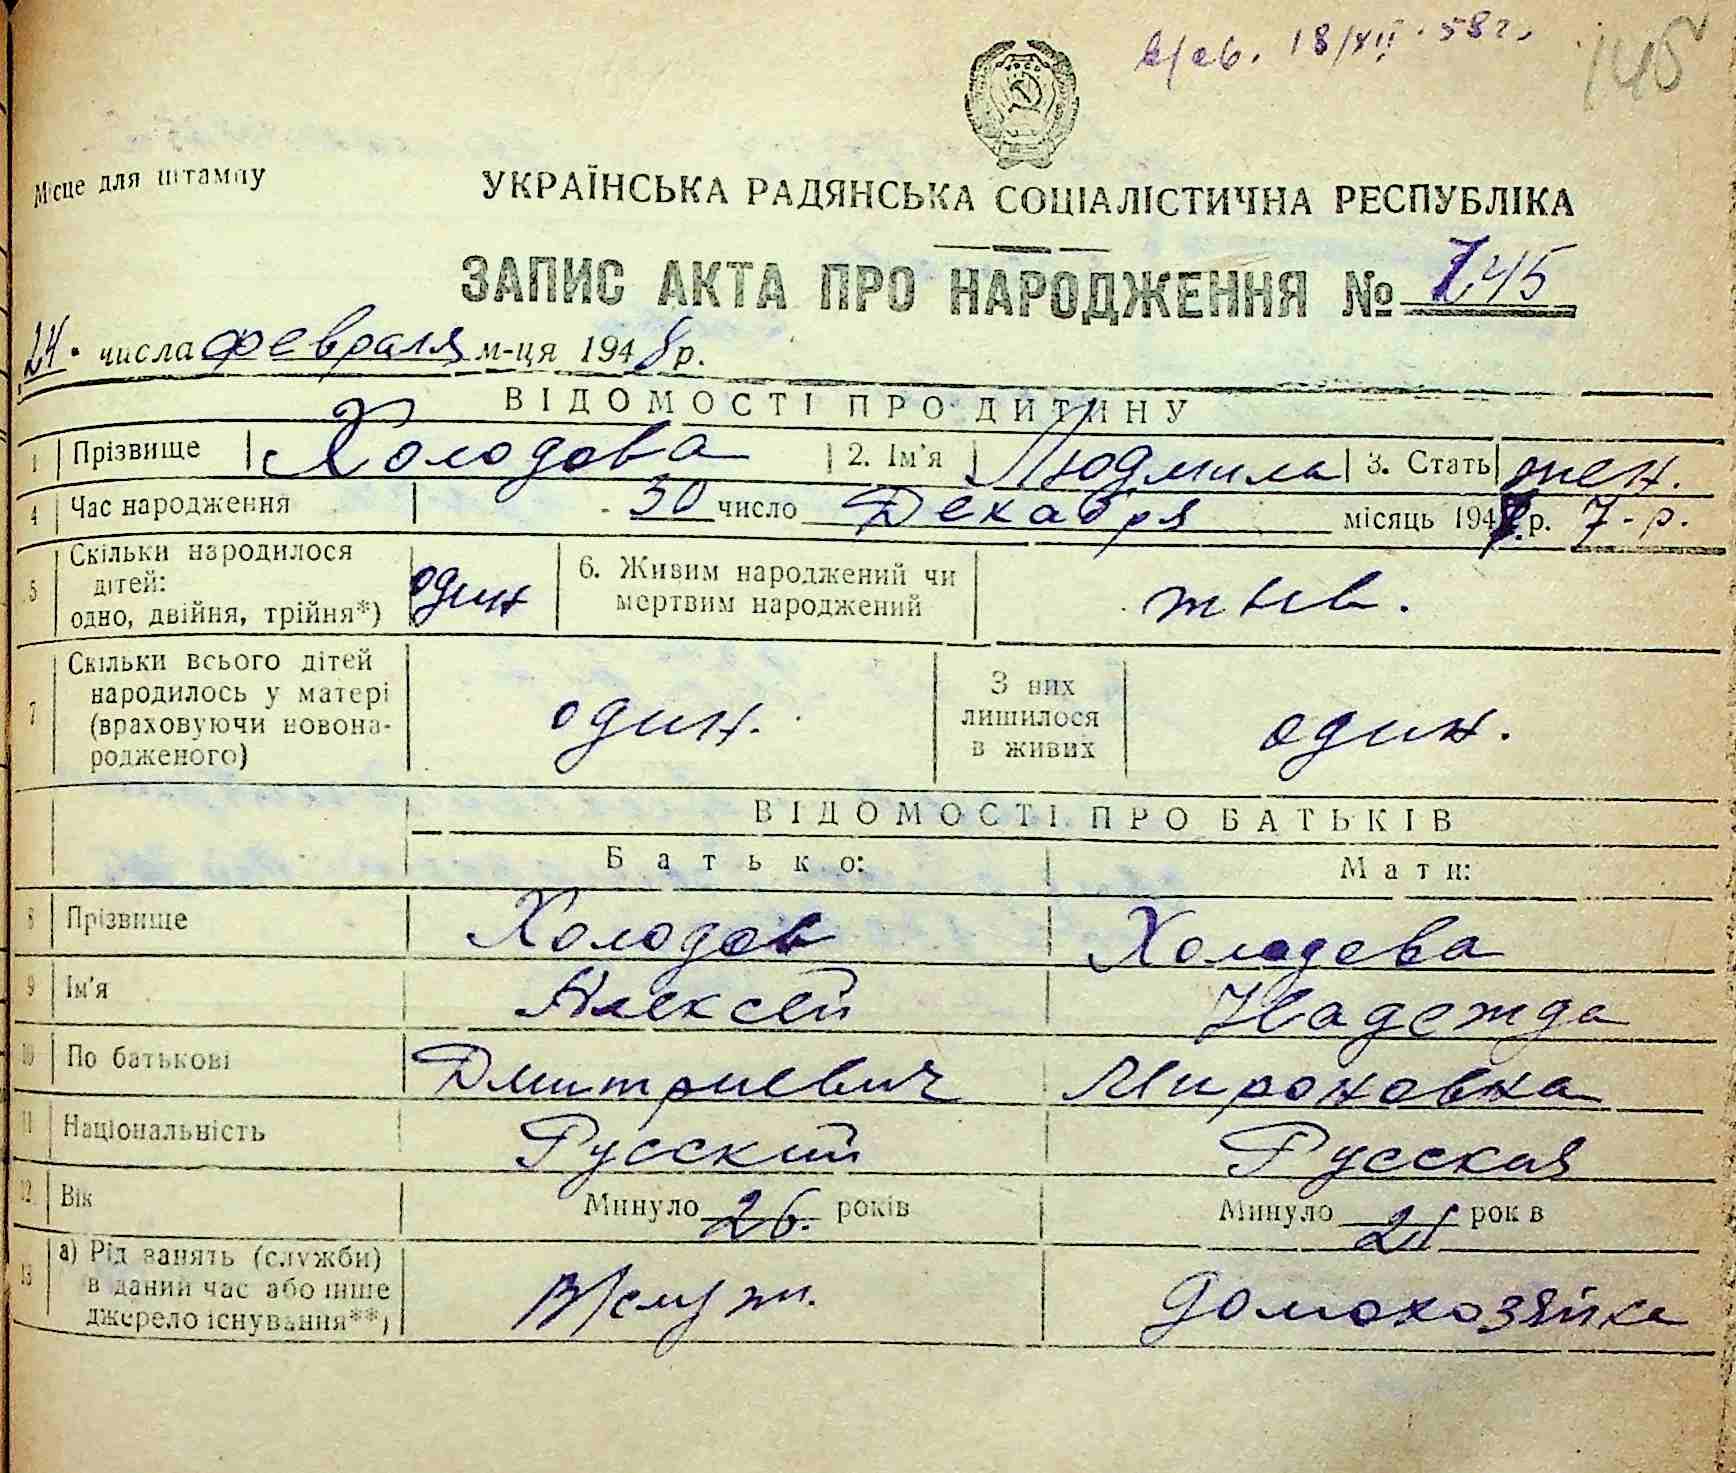 в/св. 18/XII. 58 г.
145
Місце для штампу
УКРАЇНСЬКА РАДЯНСЬКА СОЦІАЛІСТИЧНА РЕСПУБЛІКА
ЗАПИС АКТА ПРО НАРОДЖЕННЯ № 145
24. числа февраля м-ця 1948 р.
ВІДОМОСТІ ПРО ДИТИНУ
1 Прізвище Холодова 2. Ім'я Людмила 3. Стать жен.
4 Час народження 30 число Декабря місяць 1947 р. 7-р.
5 Скільки народилося
дітей:
одно, двійня, трійня*) один 6. Живим народжений чи
мертвим народжений жив.
7 Скільки всього дітей
народилось у матері
(враховуючи новона-
родженого) один. З них
лишилося
в живих один.
ВІДОМОСТІ ПРО БАТЬКІВ
Батько: Мати:
8 Прізвище Холодов Холодова
9 Ім'я Алексей Надежда
10 По батькові Дмитриевич Мироновна
11 Національність Русский Русская
12 Вік Минуло 26. років Минуло 21 років
13 а) Рід занять (служби)
в даний час або інше
джерело існування**) В/служ. домохозяйка